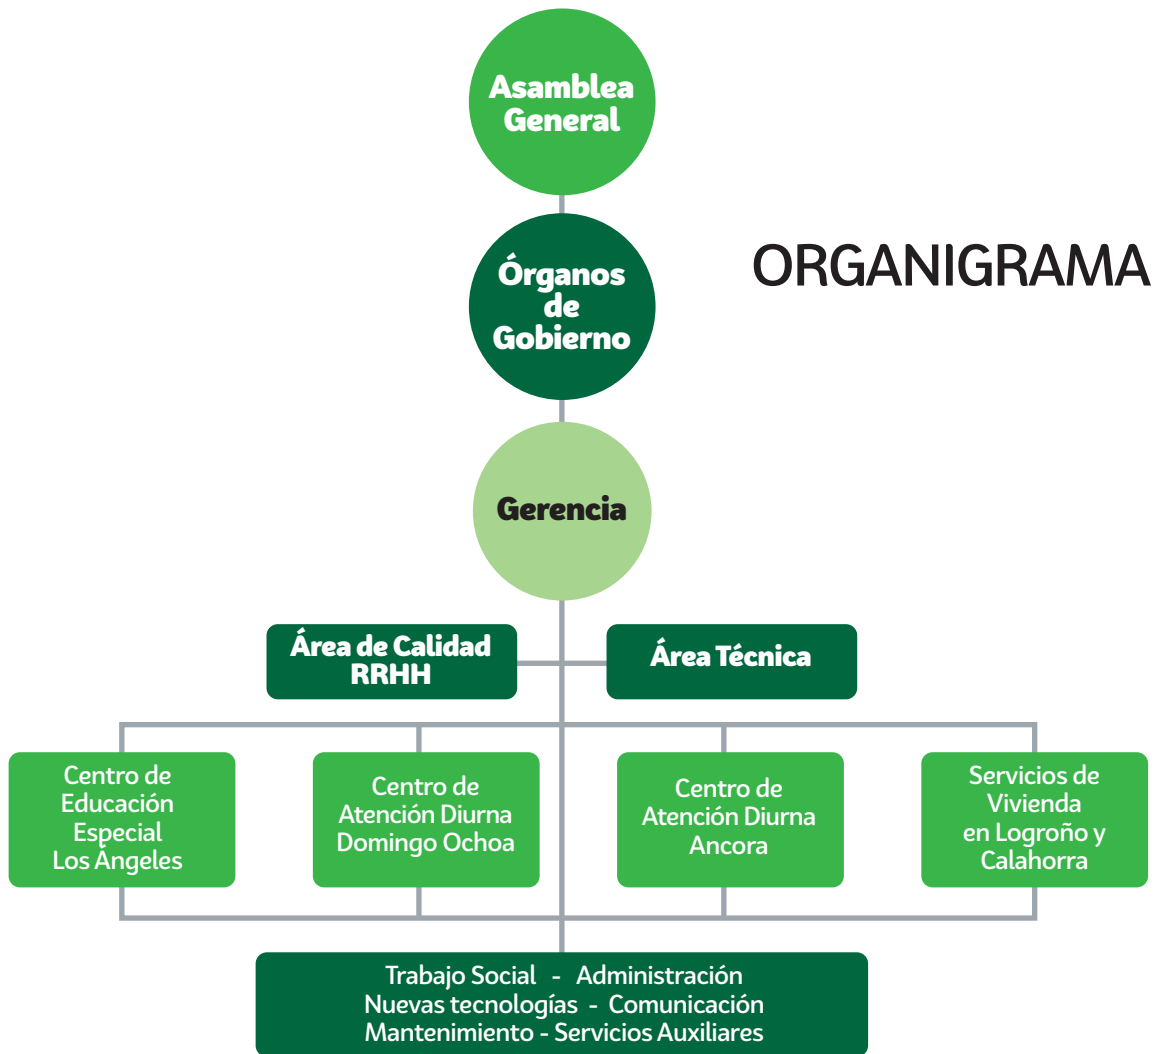 Asamblea
General
Órganos
de
Gobierno
ORGANIGRAMA
Gerencia
Área de Calidad
RRHH
Área Técnica
Centro de
Educación
Especial
Los Ángeles
Centro de
Atención Diurna
Domingo Ochoa
Centro de
Atención Diurna
Ancora
Servicios de
Vivienda
en Logroño y
Calahorra
Trabajo Social - Administración
Nuevas tecnologías - Comunicación
Mantenimiento - Servicios Auxiliares